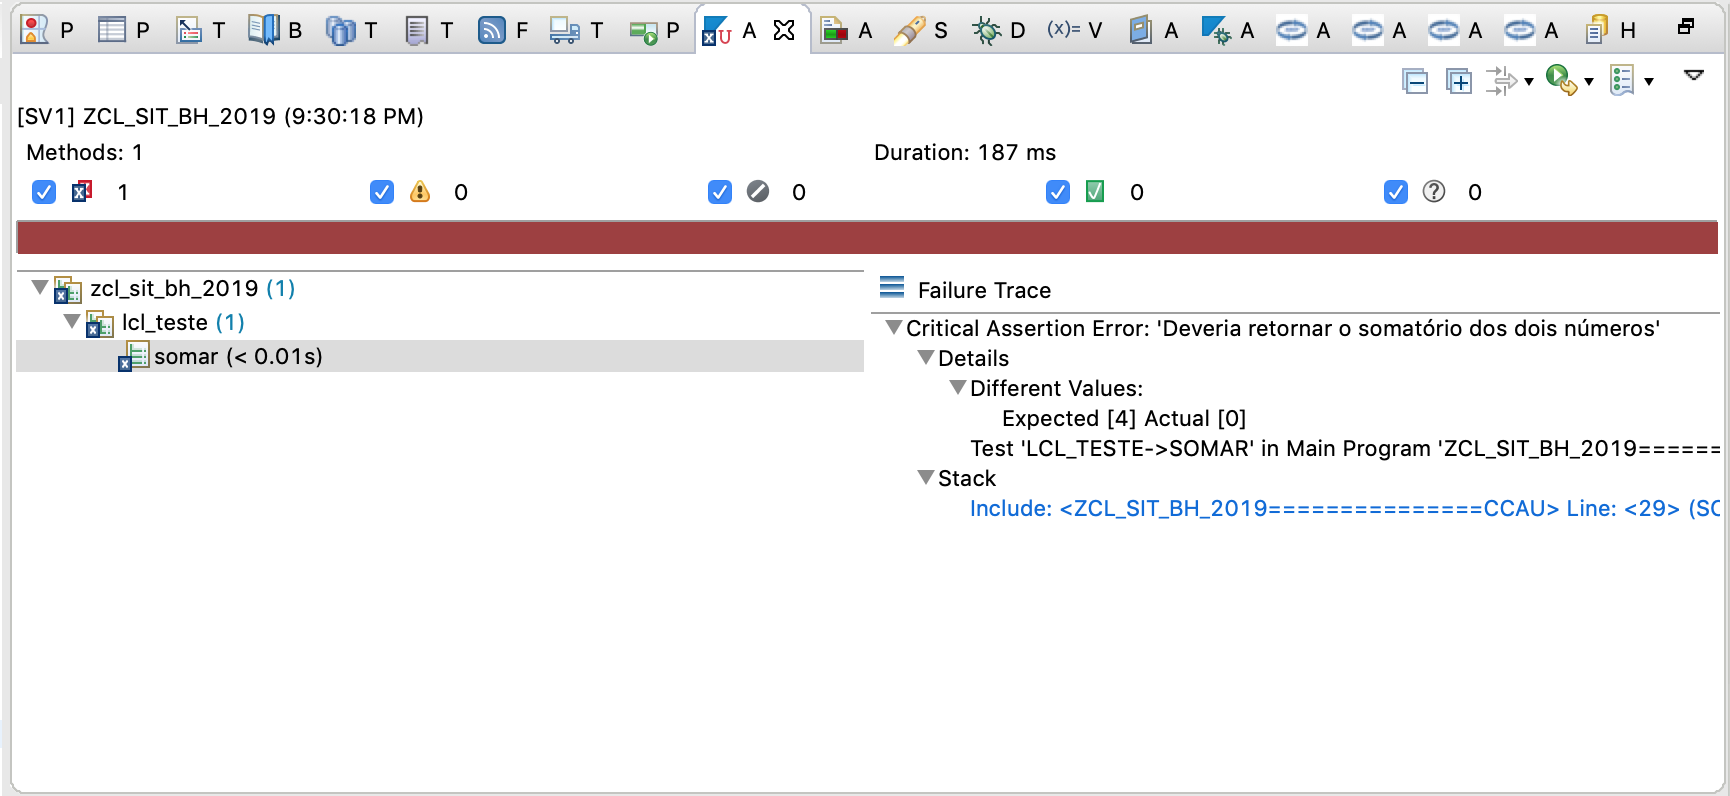 P P T B T T F T P A A S D (x)= V A A A A A A H
[SV1] ZCL_SIT_BH_2019 (9:30:18 PM)
Methods: 1 Duration: 187 ms
1 0 0 0 0
zcl_sit_bh_2019 (1)
lcl_teste (1)
somar (< 0.01s)
Failure Trace
Critical Assertion Error: 'Deveria retornar o somatório dos dois números'
Details
Different Values:
Expected [4] Actual [0]
Test 'LCL_TESTE->SOMAR' in Main Program 'ZCL_SIT_BH_2019======
Stack
Include: <ZCL_SIT_BH_2019===============CCAU> Line: <29> (SO